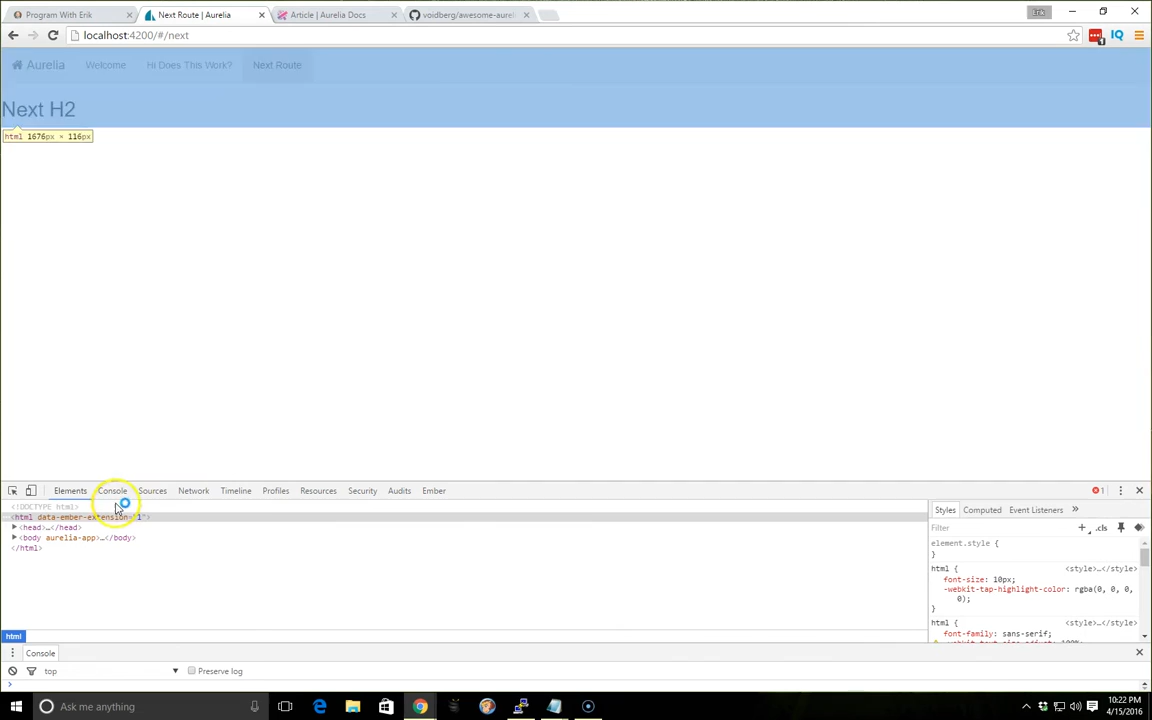 Program With Erik
Next Route | Aurelia
Article | Aurelia Docs
voidberg/awesome-aureli
Erik
localhost:4200/#/next
1
IQ
Aurelia
Welcome
Hi Does This Work?
Next Route
Next H2
html 1676px × 116px
Elements
Console
Sources
Network
Timeline
Profiles
Resources
Security
Audits
Ember
1
<!DOCTYPE html>
<html data-ember-extension="1">
<head>…</head>
<body aurelia-app>…</body>
</html>
html
Styles
Computed
Event Listeners
»
Filter
+
.cls
element.style {
}
html {
<style>…</style>
font-size: 10px;
-webkit-tap-highlight-color: rgba(0, 0, 0,
0);
}
html {
<style>…</style>
font-family: sans-serif;
Console
top
Preserve log
>
Ask me anything
10:22 PM
4/15/2016